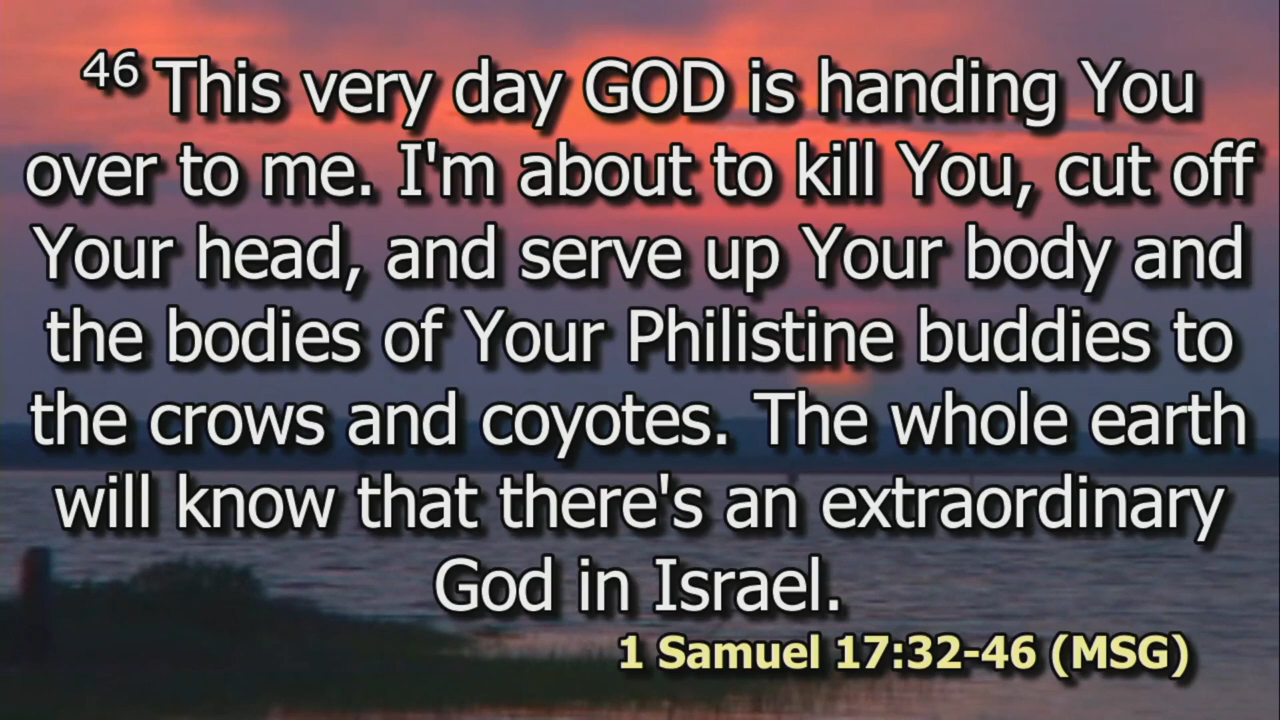 46 This very day GOD is handing You
over to me. I'm about to kill You, cut off
Your head, and serve up Your body and
the bodies of Your Philistine buddies to
the crows and coyotes. The whole earth
will know that there's an extraordinary
God in Israel.
1 Samuel 17:32-46 (MSG)